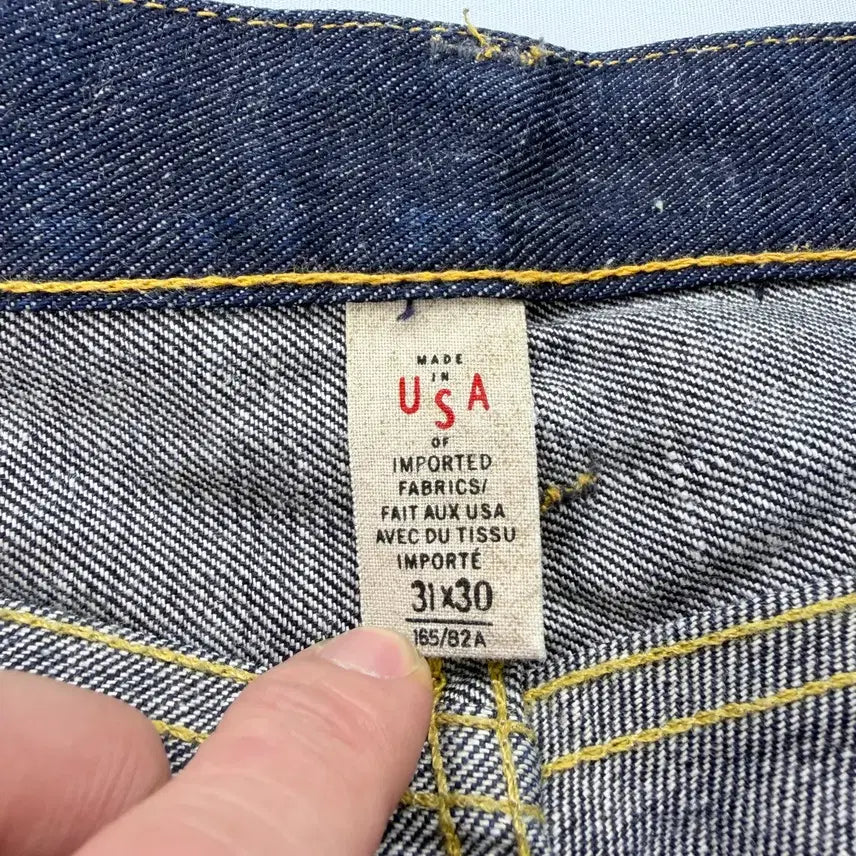 MADE
IN
USA
OF
IMPORTED
FABRICS/
FAIT AUX USA
AVEC DU TISSU
IMPORTÉ
31x30
165/82A